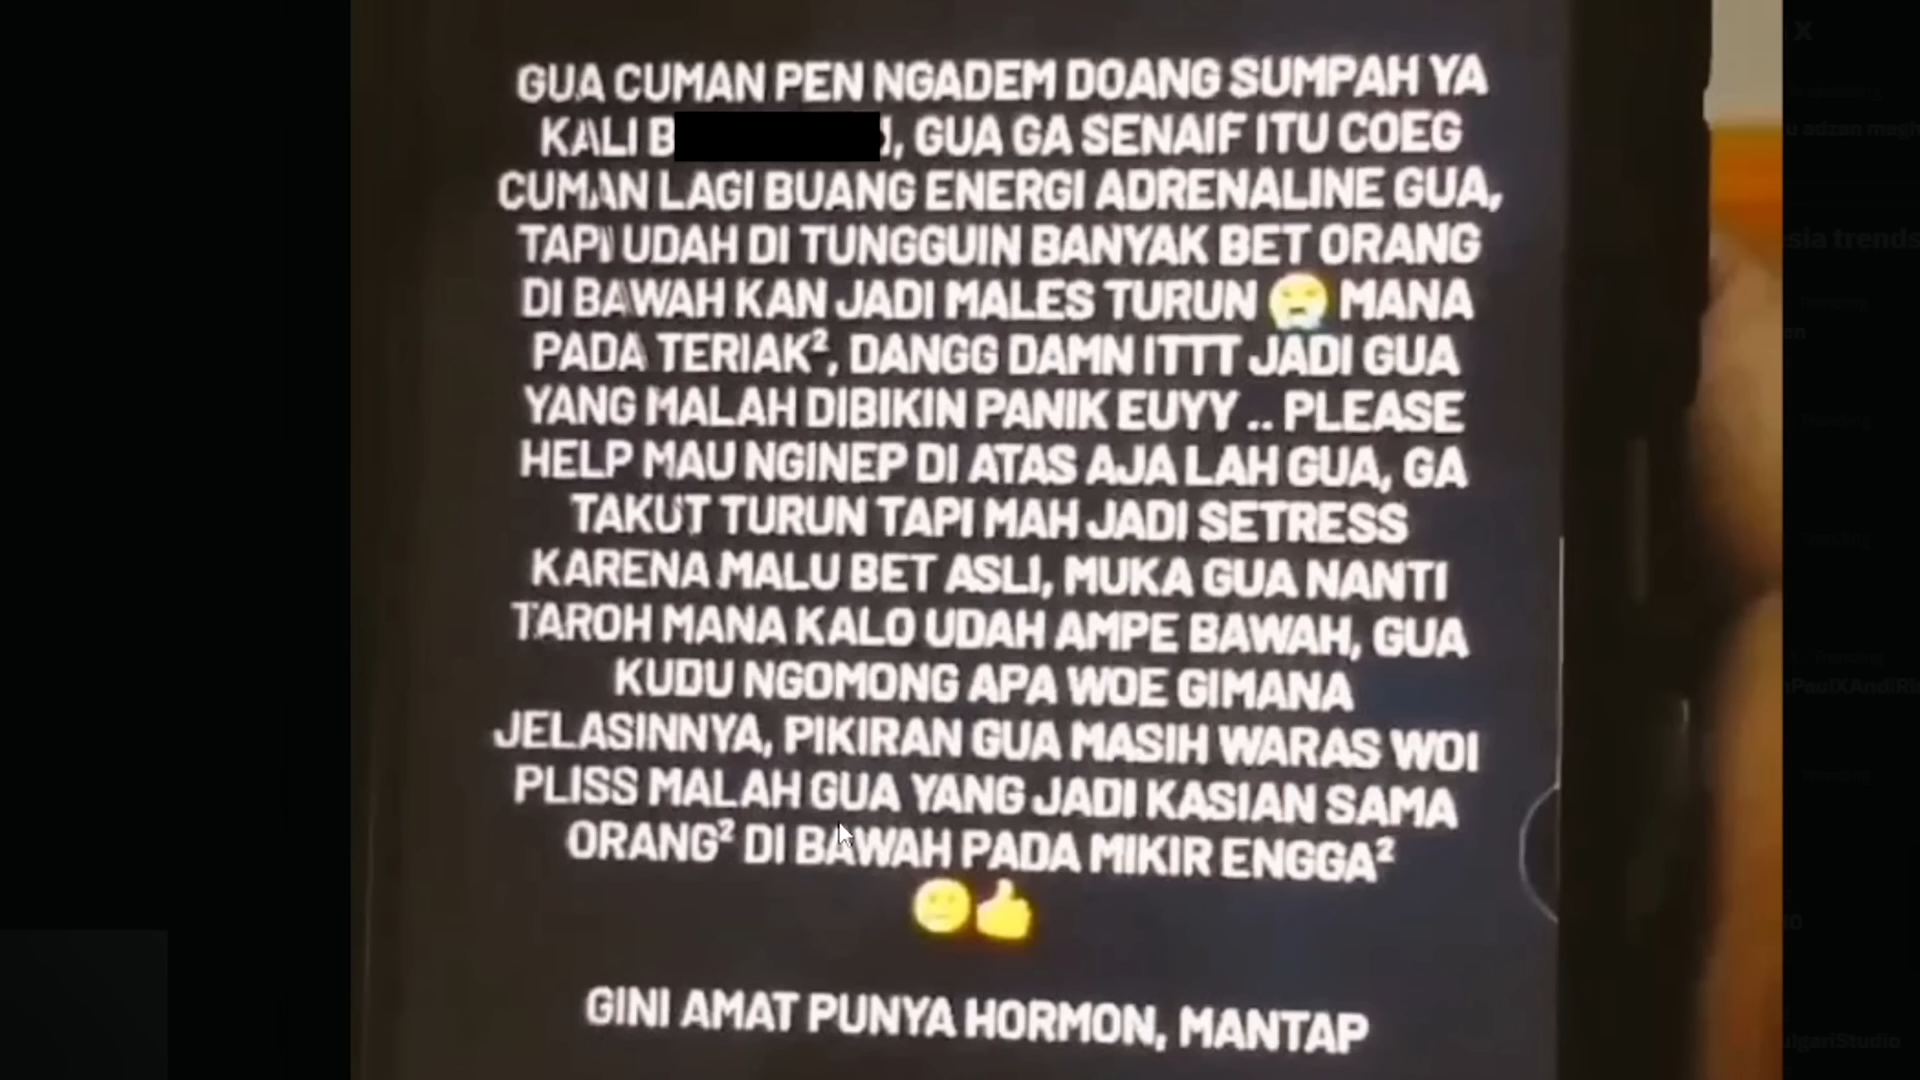 GUA CUMAN PEN NGADEM DOANG SUMPAH YA
KALI B , GUA GA SENAIF ITU COEG
CUMAN LAGI BUANG ENERGI ADRENALINE GUA,
TAPI UDAH DI TUNGGUIN BANYAK BET ORANG
DI BAWAH KAN JADI MALES TURUN 😭 MANA
PADA TERIAK², DANGG DAMN ITTT JADI GUA
YANG MALAH DIBIKIN PANIK EUYY .. PLEASE
HELP MAU NGINEP DI ATAS AJA LAH GUA, GA
TAKUT TURUN TAPI MAH JADI SETRESS
KARENA MALU BET ASLI, MUKA GUA NANTI
TAROH MANA KALO UDAH AMPE BAWAH, GUA
KUDU NGOMONG APA WOE GIMANA
JELASINNYA, PIKIRAN GUA MASIH WARAS WOI
PLISS MALAH GUA YANG JADI KASIAN SAMA
ORANG² DI BAWAH PADA MIKIR ENGGA²
GINI AMAT PUNYA HORMON, MANTAP